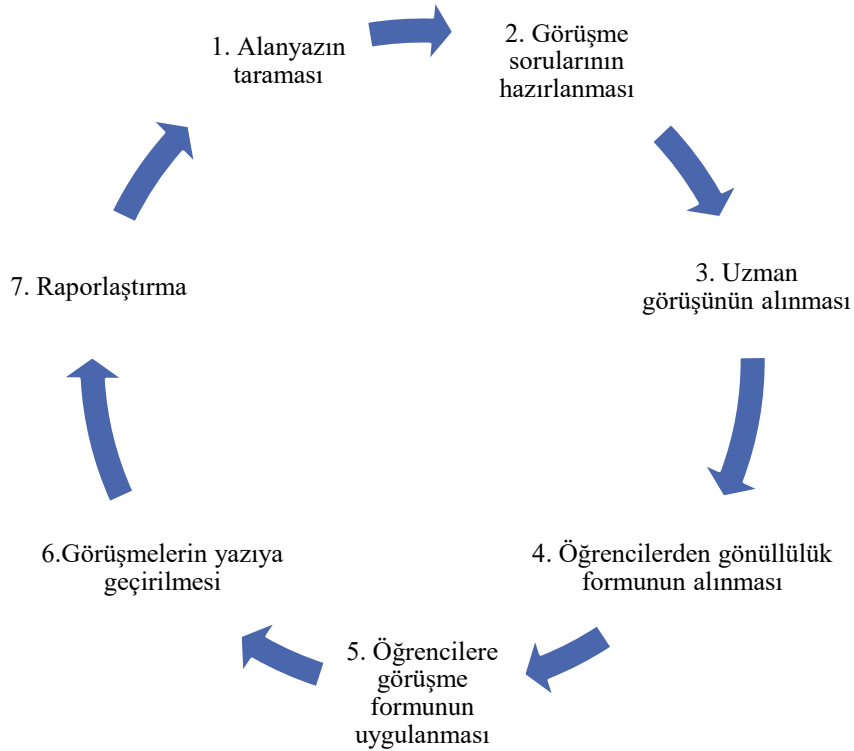 1. Alanyazın
taraması
2. Görüşme
sorularının
hazırlanması
3. Uzman
görüşünün alınması
4. Öğrencilerden gönüllülük
formunun alınması
5. Öğrencilere
görüşme
formunun
uygulanması
6.Görüşmelerin yazıya
geçirilmesi
7. Raporlaştırma